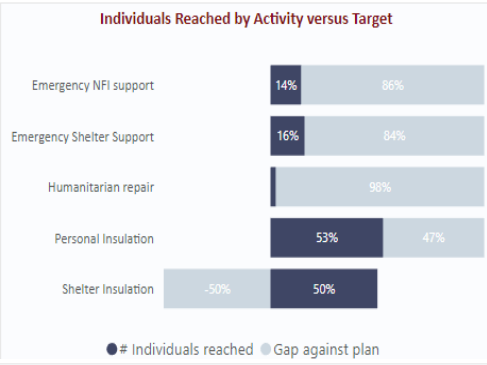 Individuals Reached by Activity versus Target
Emergency NFI support 14% 86%
Emergency Shelter Support 16% 84%
Humanitarian repair 98%
Personal Insulation 53% 47%
Shelter Insulation -50% 50%
# Individuals reached Gap against plan